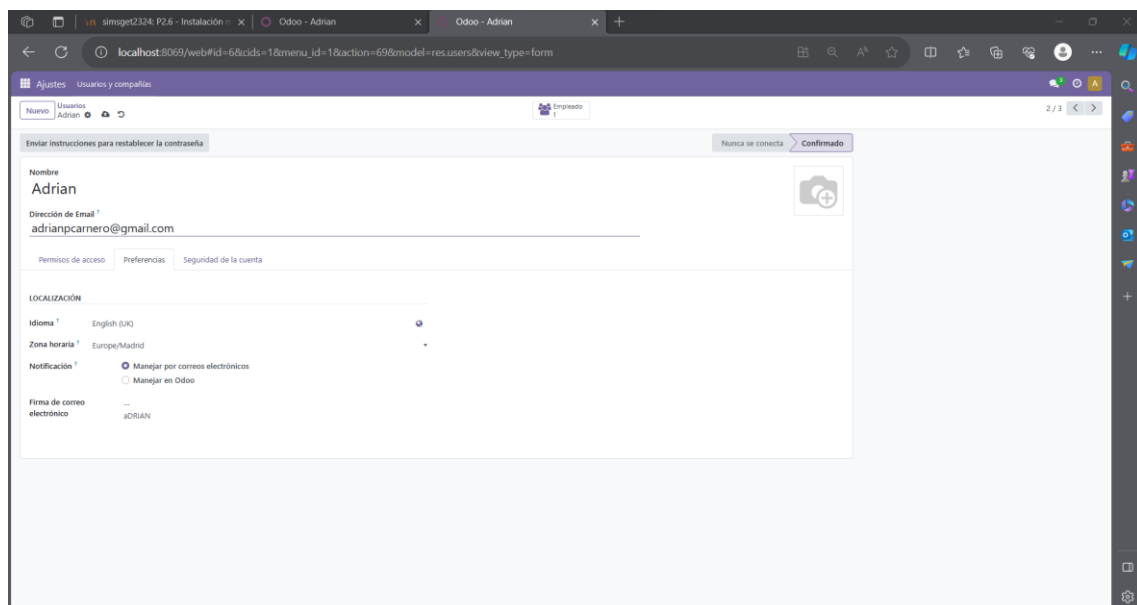 simsget2324: P2.6 - Instalación
Odoo - Adrian
Odoo - Adrian
localhost:8069/web#id=6&cids=1&menu_id=1&action=69&model=res.users&view_type=form
Ajustes Usuarios y compañías
3
A
Nuevo
Usuarios
Adrian
Empleado
1
2 / 3
Enviar instrucciones para restablecer la contraseña
Nunca se conecta Confirmado
Nombre
Adrian
Dirección de Email ?
adrianpcarnero@gmail.com
Permisos de acceso Preferencias Seguridad de la cuenta
LOCALIZACIÓN
Idioma ? English (UK)
Zona horaria ? Europe/Madrid
Notificación ? Manejar por correos electrónicos
Manejar en Odoo
Firma de correo
electrónico
--
aDRIAN